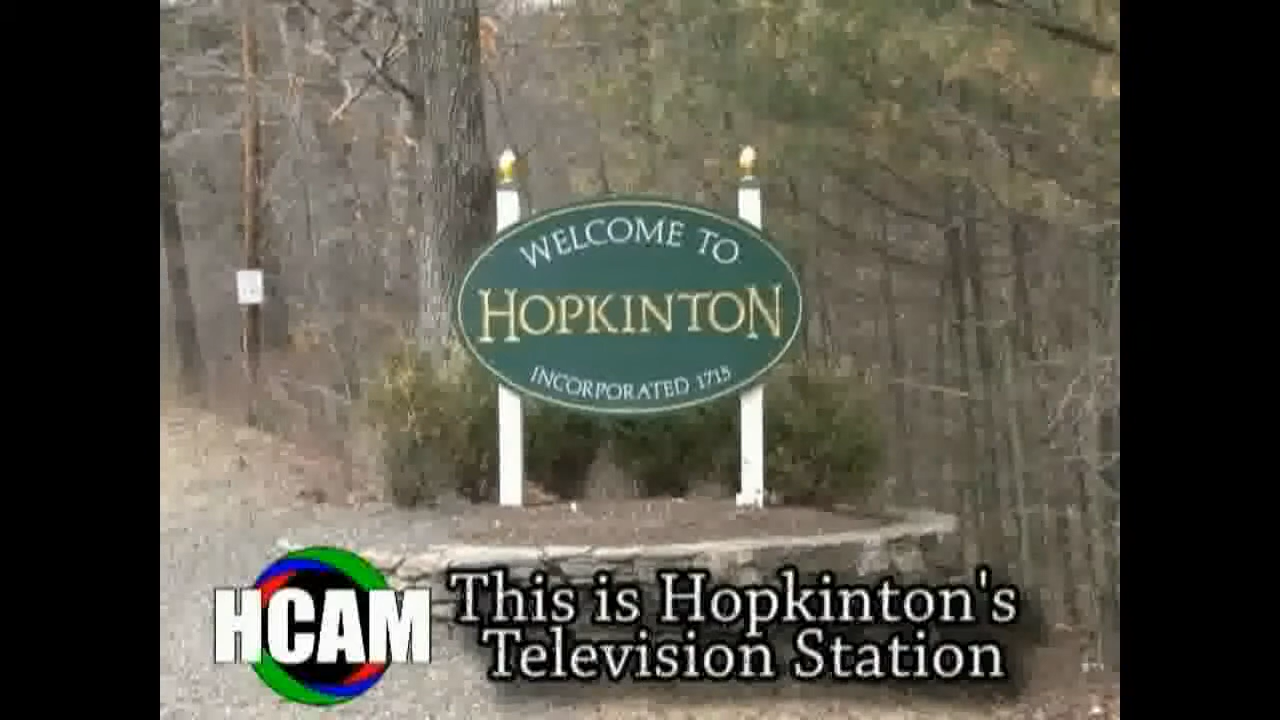 WELCOME TO
HOPKINTON
INCORPORATED 1715
HCAM
This is Hopkinton's
Television Station